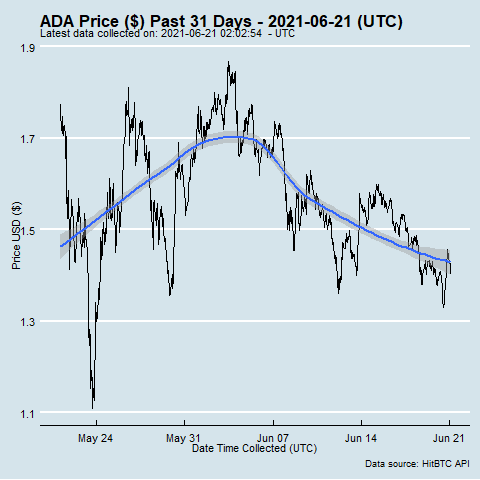 ADA Price ($) Past 31 Days - 2021-06-21 (UTC)
Latest data collected on: 2021-06-21 02:02:54 - UTC
1.9
1.7
1.5
1.3
1.1
Price USD ($)
May 24 May 31 Jun 07 Jun 14 Jun 21
Date Time Collected (UTC)
Data source: HitBTC API